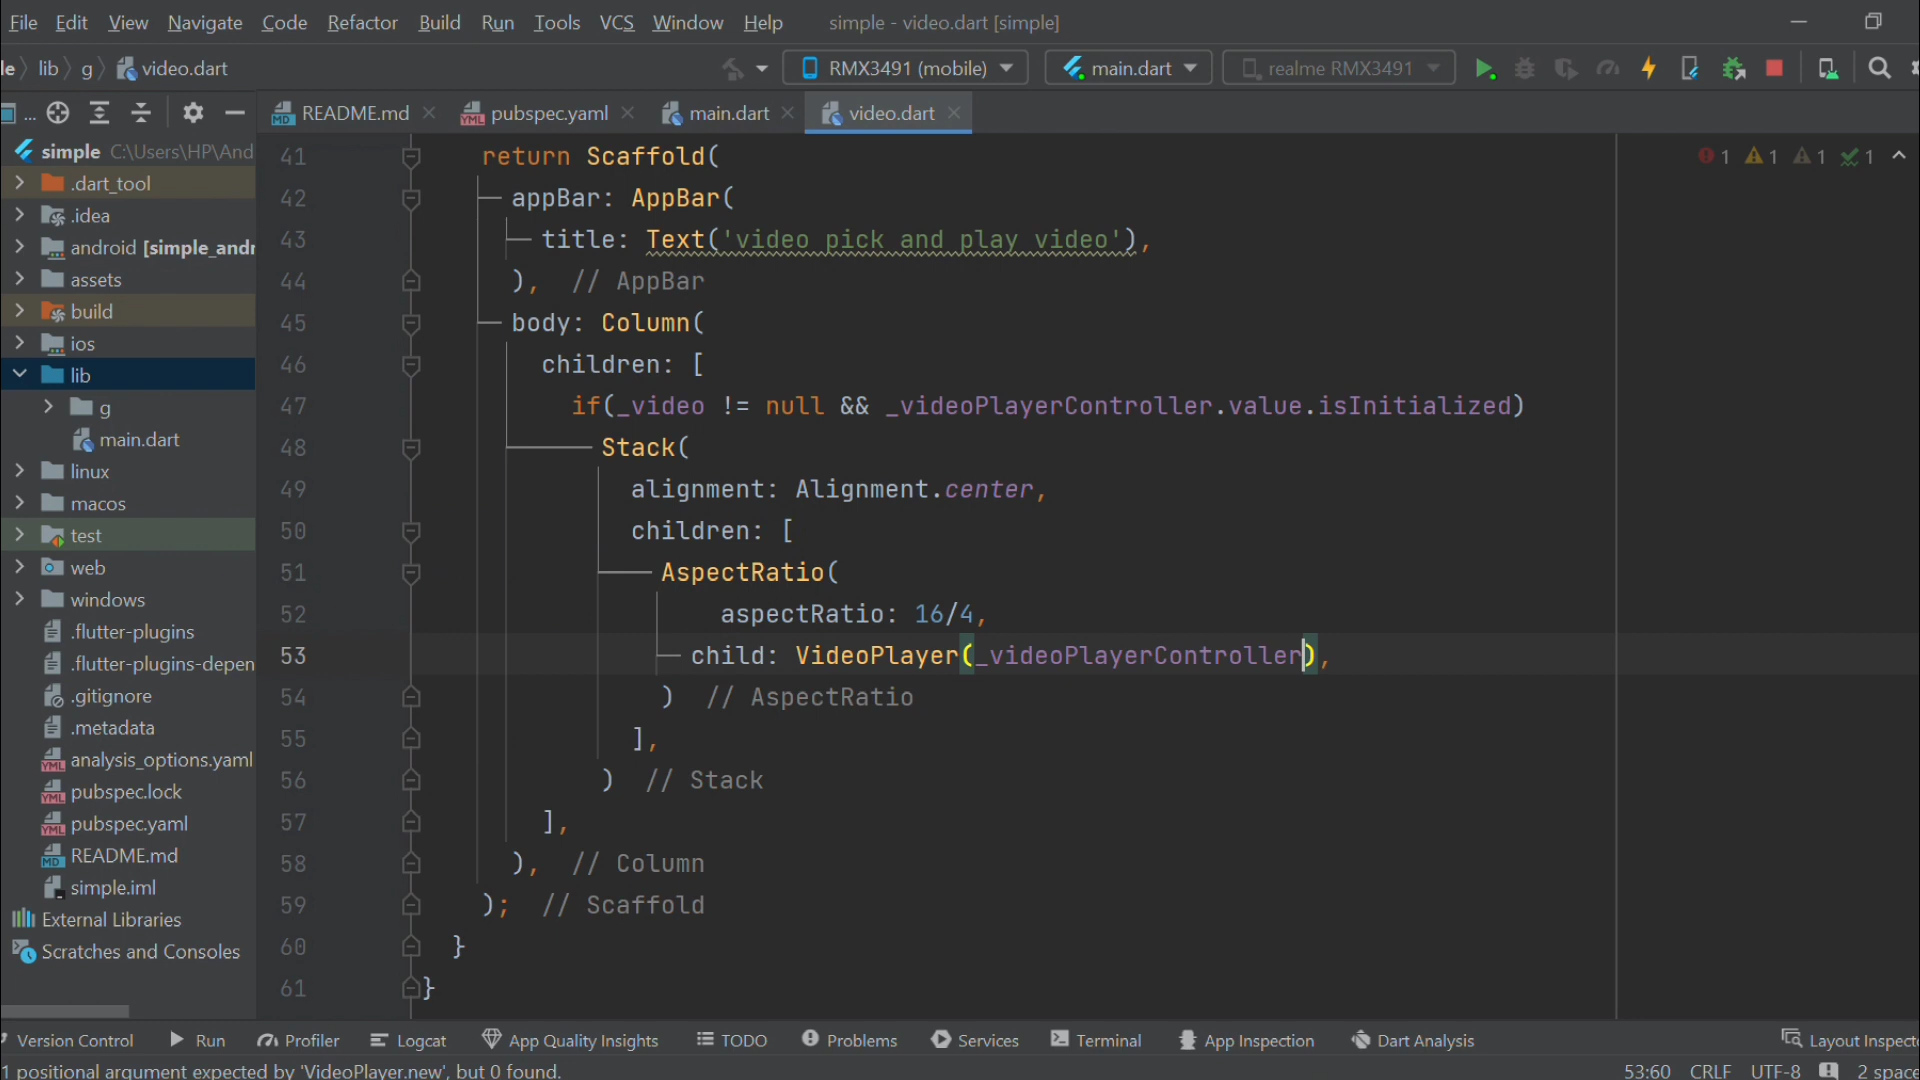 File Edit View Navigate Code Refactor Build Run Tools VCS Window Help simple - video.dart [simple]
le lib g video.dart RMX3491 (mobile) main.dart realme RMX3491
... README.md pubspec.yaml main.dart video.dart
simple C:\Users\HP\And
.dart_tool
.idea
android [simple_andr
assets
build
ios
lib
g
main.dart
linux
macos
test
web
windows
.flutter-plugins
.flutter-plugins-depen
.gitignore
.metadata
analysis_options.yaml
pubspec.lock
pubspec.yaml
README.md
simple.iml
External Libraries
Scratches and Consoles
1 1 1 1
41 return Scaffold(
42 appBar: AppBar(
43 title: Text('video pick and play video'),
44 ), // AppBar
45 body: Column(
46 children: [
47 if(_video != null && _videoPlayerController.value.isInitialized)
48 Stack(
49 alignment: Alignment.center,
50 children: [
51 AspectRatio(
52 aspectRatio: 16/4,
53 child: VideoPlayer(_videoPlayerController),
54 ) // AspectRatio
55 ],
56 ) // Stack
57 ],
58 ), // Column
59 ); // Scaffold
60 }
61 }
Version Control Run Profiler Logcat App Quality Insights TODO Problems Services Terminal App Inspection Dart Analysis Layout Inspect
1 positional argument expected by 'VideoPlayer.new', but 0 found. 53:60 CRLF UTF-8 2 space